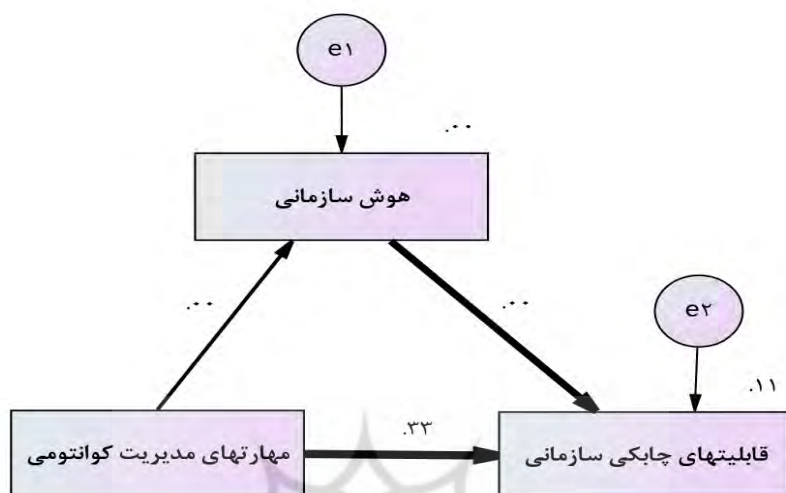 e۱
.۰۰
هوش سازمانی
.۰۰
.۰۰
e۲
.۱۱
مهارتهای مدیریت کوانتومی
.۳۳
قابلیتهای چابکی سازمانی